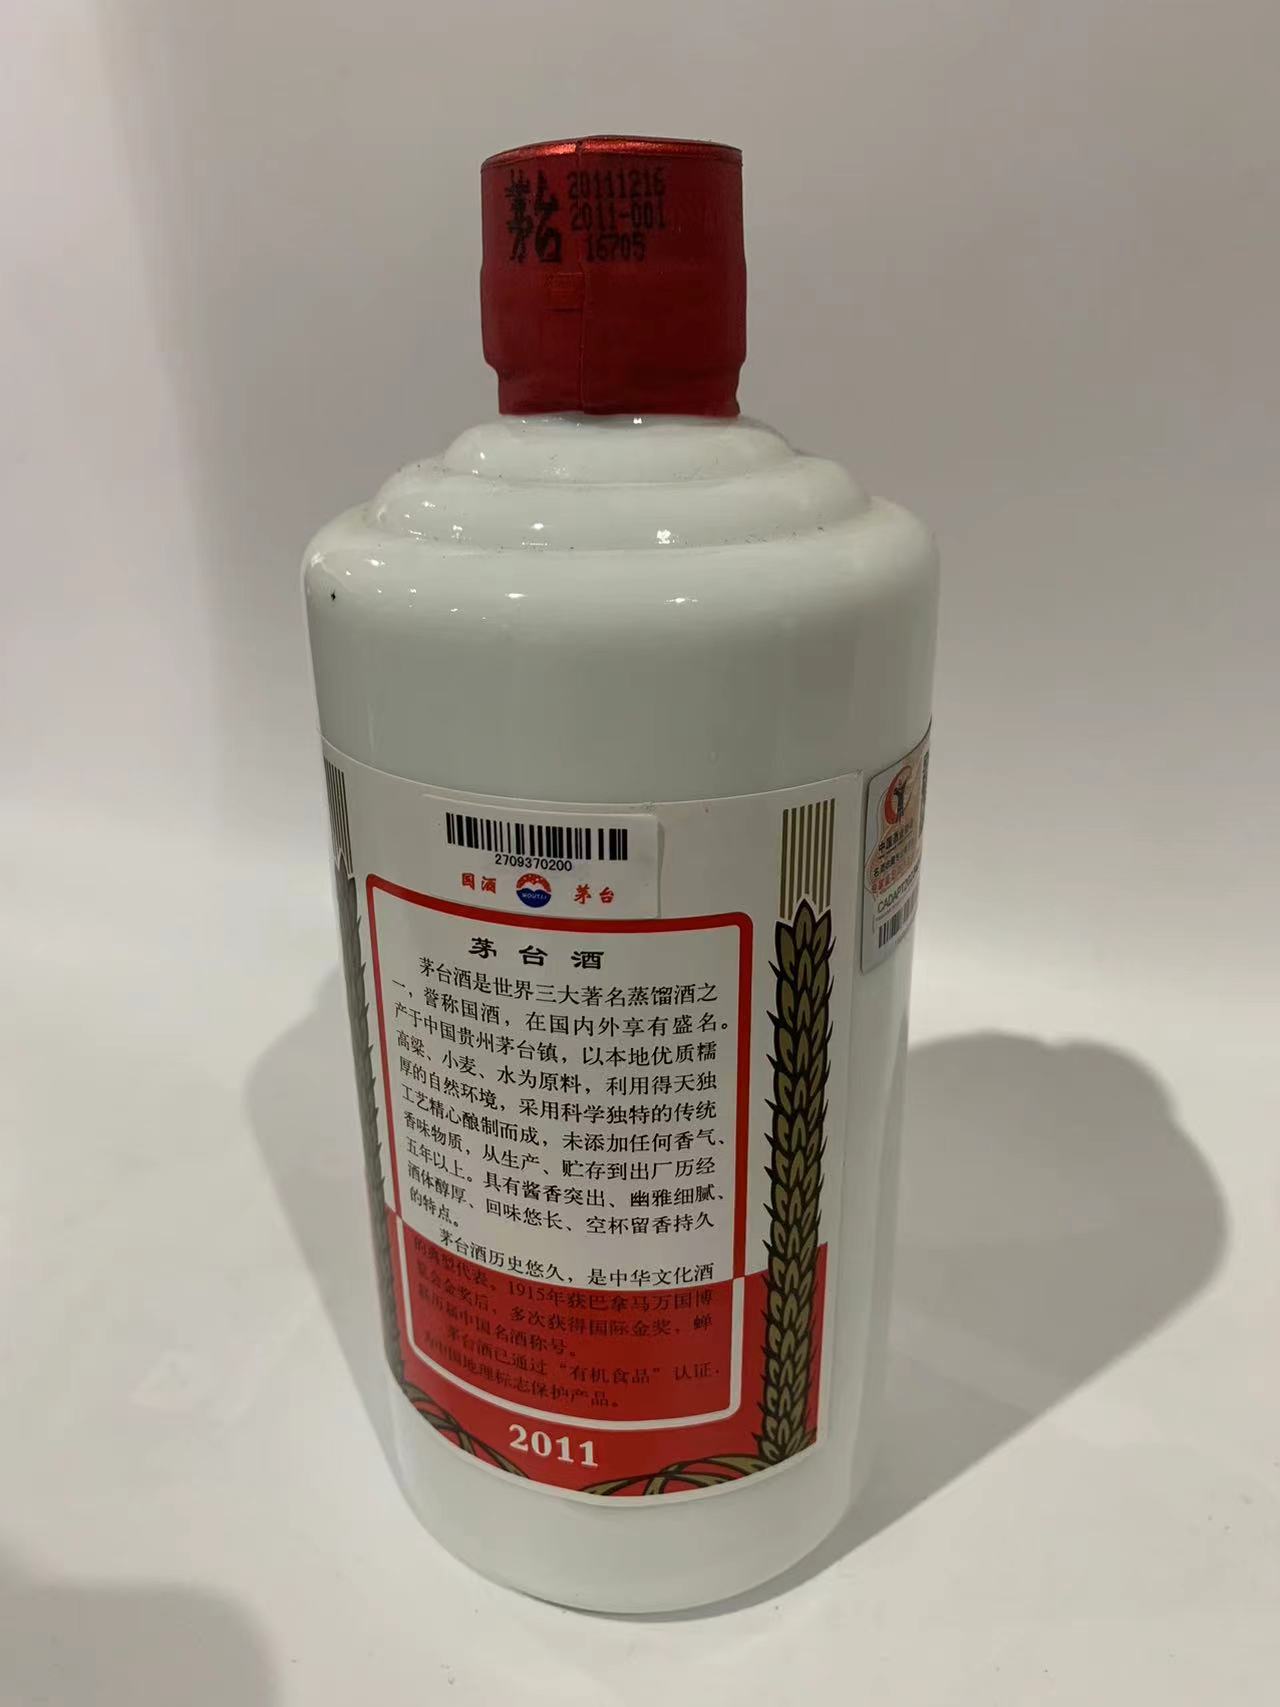 茅台
20111216
2011-001
16705
2709370200
国酒 MOUTAI 茅台
茅台酒
茅台酒是世界三大著名蒸馏酒之
一，誉称国酒，在国内外享有盛名。
产于中国贵州茅台镇，以本地优质糯
高粱、小麦、水为原料，利用得天独
厚的自然环境，采用科学独特的传统
工艺精心酿制而成，未添加任何香气、
香味物质，从生产、贮存到出厂历经
五年以上。具有酱香突出、幽雅细腻、
酒体醇厚、回味悠长、空杯留香持久
的特点。
茅台酒历史悠久，是中华文化酒
的典型代表，1915年获巴拿马万国博
览会金奖后，多次获得国际金奖，蝉
联历届中国名酒称号。
茅台酒已通过“有机食品”认证，
为中国地理标志保护产品。
2011